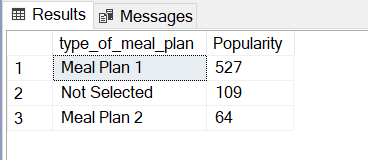 Results Messages
type_of_meal_plan Popularity
1 Meal Plan 1 527
2 Not Selected 109
3 Meal Plan 2 64